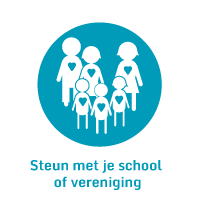 Steun met je school
of vereniging